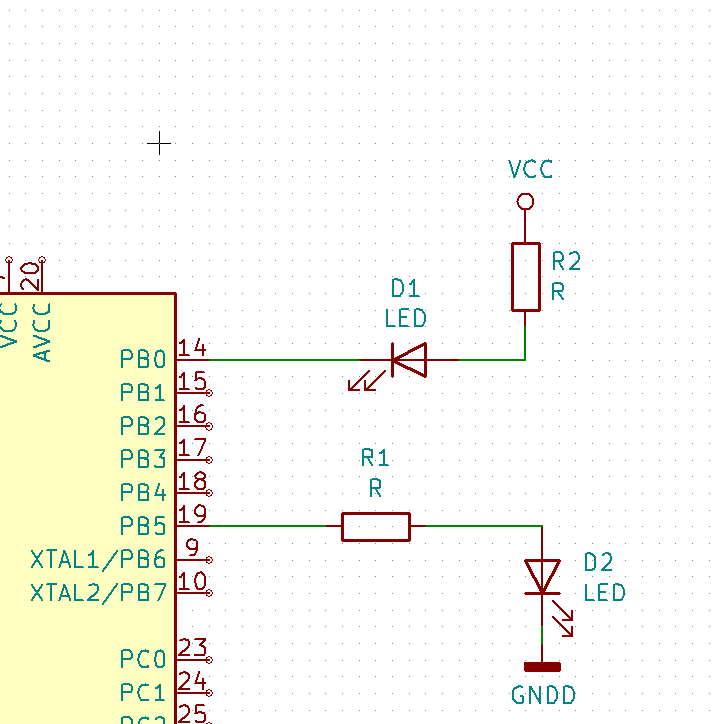 VCC
R2
R
D1
LED
20
VCC
AVCC
PB0 14
PB1 15
PB2 16
PB3 17
PB4 18
PB5 19
XTAL1/PB6 9
XTAL2/PB7 10
R1
R
D2
LED
GNDD
PC0 23
PC1 24
PC2 25